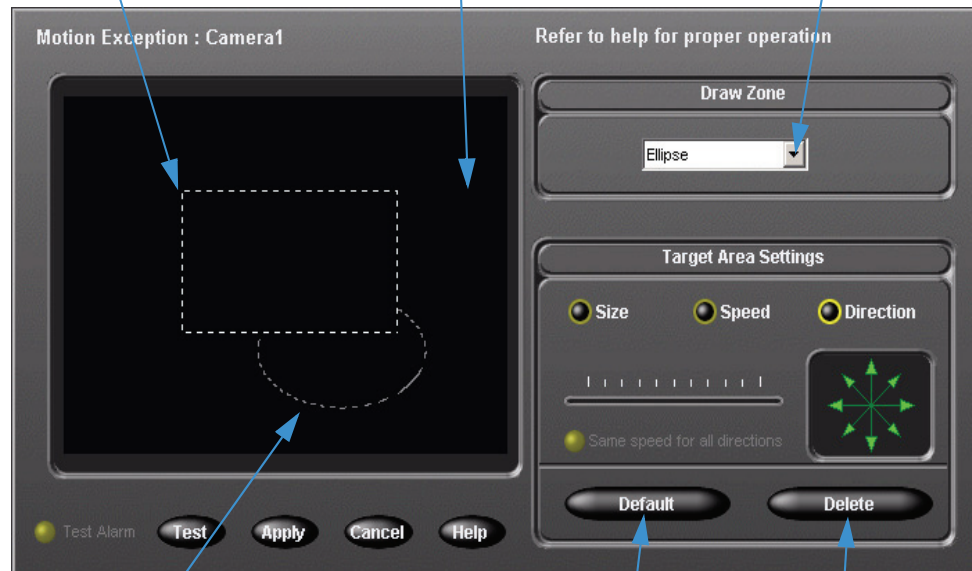 Motion Exception : Camera1
Refer to help for proper operation
Draw Zone
Ellipse
Target Area Settings
Size Speed Direction
Same speed for all directions
Default Delete
Test Alarm Test Apply Cancel Help